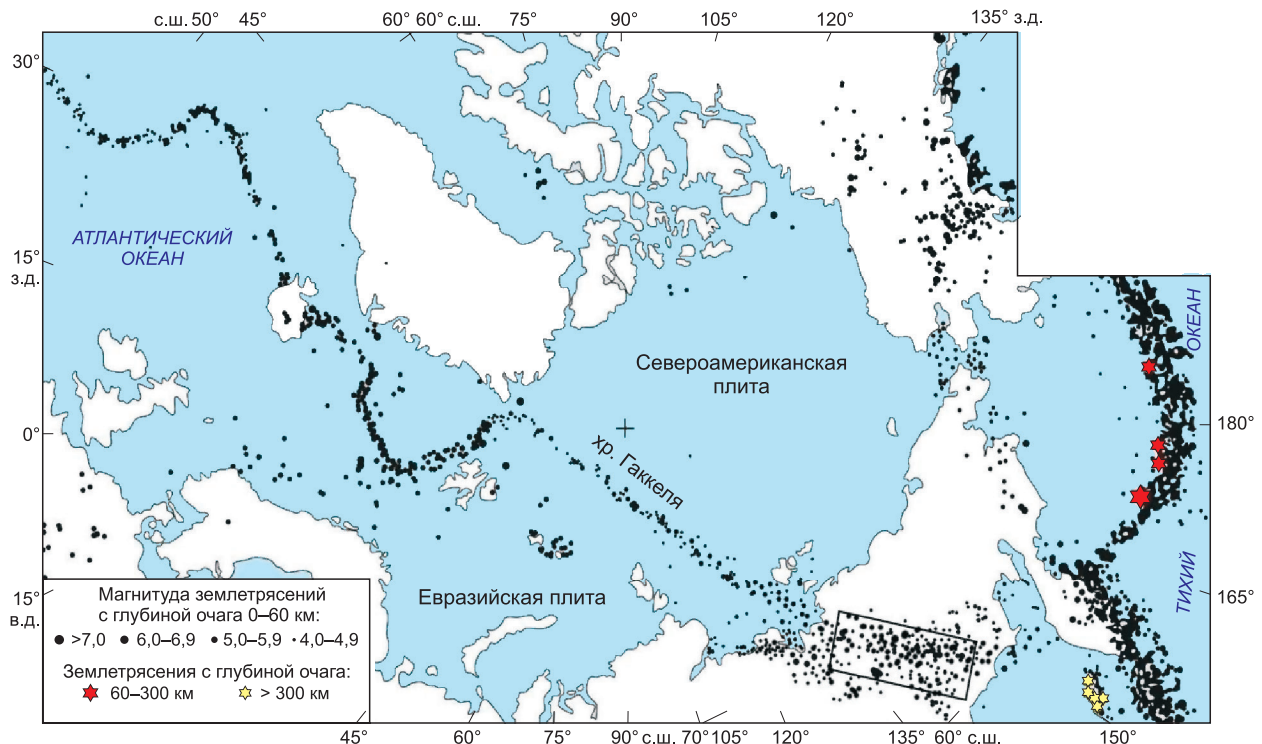 с.ш. 50° 45° 60° 60° с.ш. 75° 90° 105° 120° 135° з.д.
30°
АТЛАНТИЧЕСКИЙ
ОКЕАН
15°
з.д.
ОКЕАН
Североамериканская
плита
0°
180°
хр. Гаккеля
ТИХИЙ
Евразийская плита
15°
в.д.
165°
Магнитуда землетрясений
с глубиной очага 0–60 км:
>7,0 6,0–6,9 5,0–5,9 4,0–4,9
Землетрясения с глубиной очага:
60–300 км > 300 км
45° 60° 75° 90° с.ш. 70° 105° 120° 135° 60° с.ш. 150°